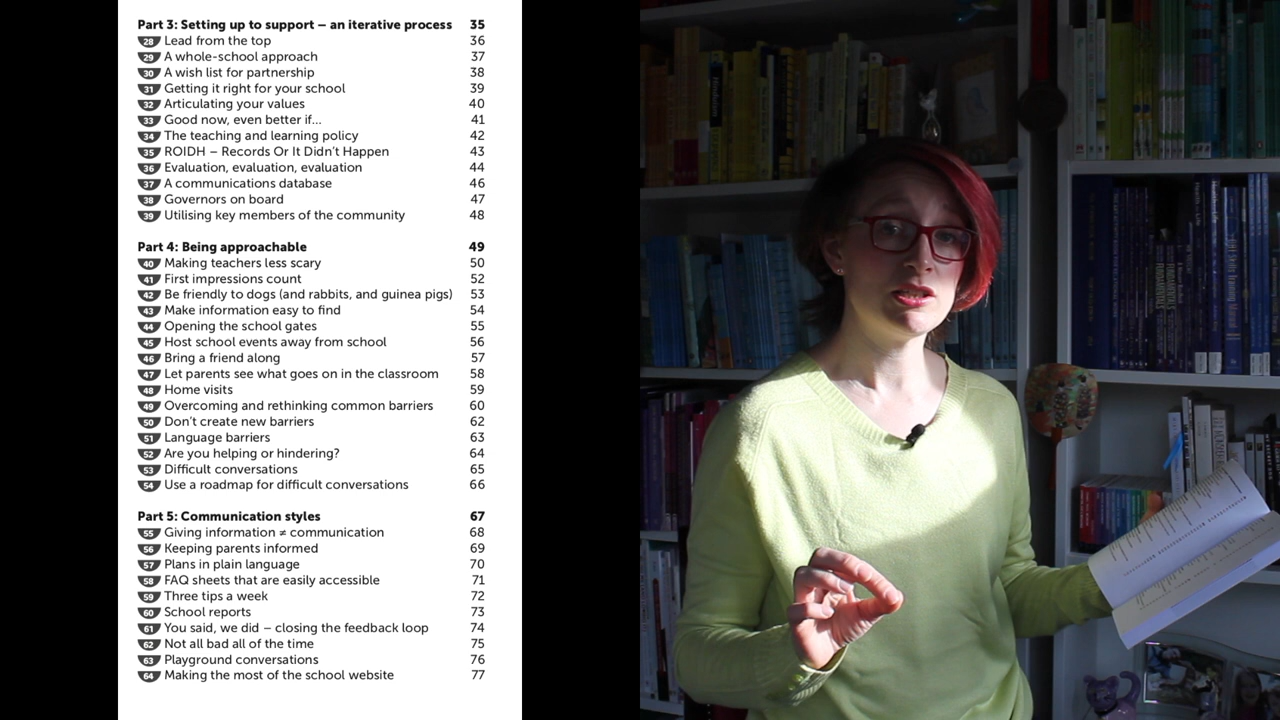 Part 3: Setting up to support – an iterative process 35
28 Lead from the top 36
29 A whole-school approach 37
30 A wish list for partnership 38
31 Getting it right for your school 39
32 Articulating your values 40
33 Good now, even better if... 41
34 The teaching and learning policy 42
35 ROIDH – Records Or It Didn't Happen 43
36 Evaluation, evaluation, evaluation 44
37 A communications database 46
38 Governors on board 47
39 Utilising key members of the community 48
Part 4: Being approachable 49
40 Making teachers less scary 50
41 First impressions count 52
42 Be friendly to dogs (and rabbits, and guinea pigs) 53
43 Make information easy to find 54
44 Opening the school gates 55
45 Host school events away from school 56
46 Bring a friend along 57
47 Let parents see what goes on in the classroom 58
48 Home visits 59
49 Overcoming and rethinking common barriers 60
50 Don't create new barriers 62
51 Language barriers 63
52 Are you helping or hindering? 64
53 Difficult conversations 65
54 Use a roadmap for difficult conversations 66
Part 5: Communication styles 67
55 Giving information ≠ communication 68
56 Keeping parents informed 69
57 Plans in plain language 70
58 FAQ sheets that are easily accessible 71
59 Three tips a week 72
60 School reports 73
61 You said, we did – closing the feedback loop 74
62 Not all bad all of the time 75
63 Playground conversations 76
64 Making the most of the school website 77